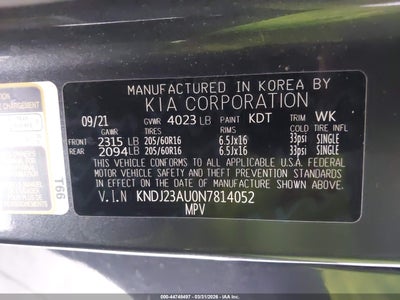 MANUFACTURED IN KOREA BY
KIA CORPORATION
09/21 GVWR 4023 LB PAINT KDT TRIM WK
GAWR TIRES RIMS COLD TIRE INFL
FRONT 2315 LB 205/60R16 6.5Jx16 33psi SINGLE
REAR 2094 LB 205/60R16 6.5Jx16 33psi SINGLE
THIS VEHICLE CONFORMS TO ALL APPLICABLE
U.S. FEDERAL MOTOR VEHICLE SAFETY AND
THEFT PREVENTION STANDARDS IN EFFECT ON
THE DATE OF MANUFACTURE SHOWN ABOVE.
V.I.N KNDJ23AU0N7814052
MPV
T66
© IAA - 44748497 - 03/31/2026 - IAAI.COM